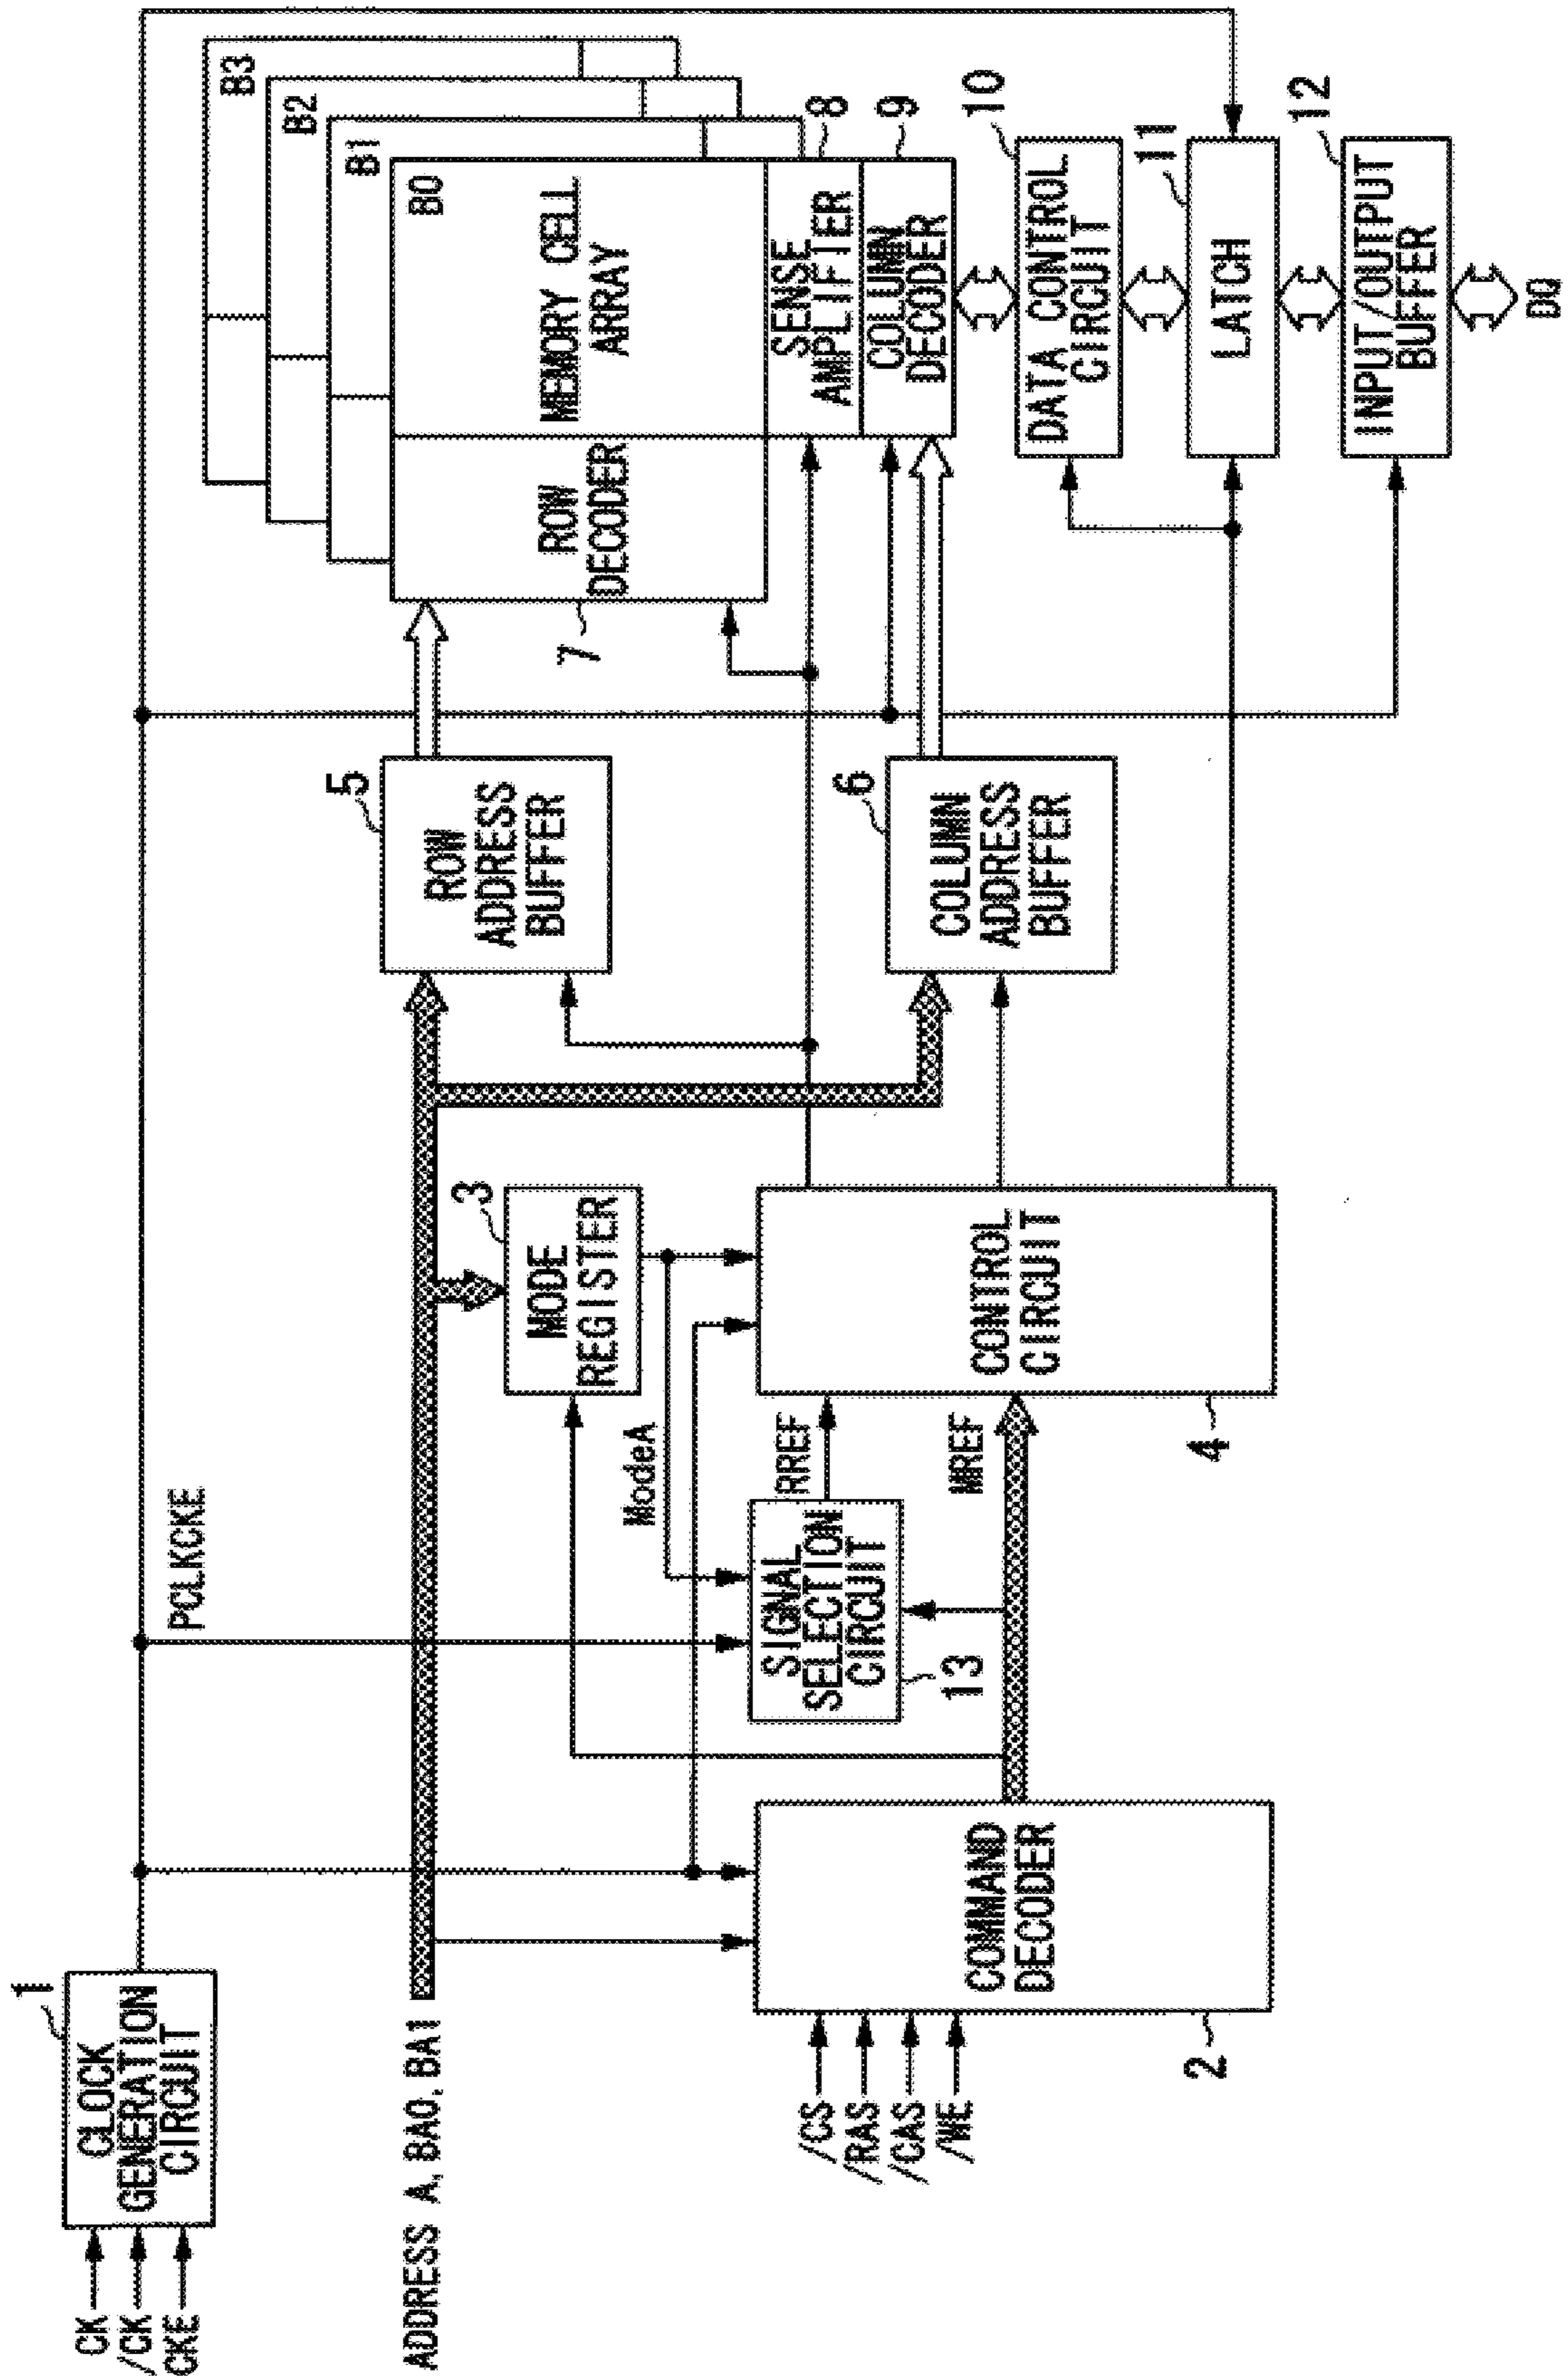 CK
/CK
CKE
1
CLOCK
GENERATION
CIRCUIT
PCLKCKE
ADDRESS A, BA0, BA1
/CS
/RAS
/CAS
/WE
2
COMMAND
DECODER
3
MODE
REGISTER
ModeA
SIGNAL
SELECTION
CIRCUIT
13
RREF
MREF
CONTROL
CIRCUIT
4
5
ROW
ADDRESS
BUFFER
6
COLUMN
ADDRESS
BUFFER
B3
B2
B1
B0
ROW
DECODER
7
MEMORY CELL
ARRAY
SENSE
AMPLIFIER
8
COLUMN
DECODER
9
DATA CONTROL
CIRCUIT
10
LATCH
11
INPUT/OUTPUT
BUFFER
12
DQ